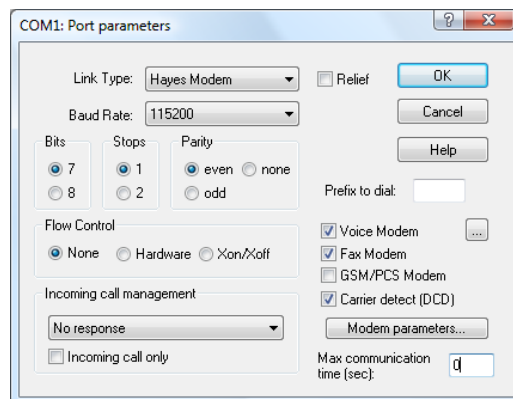 COM1: Port parameters
Link Type: Hayes Modem
Relief
OK
Baud Rate: 115200
Cancel
Bits
Stops
Parity
Help
7
1
even
none
8
2
odd
Prefix to dial:
Flow Control
None
Hardware
Xon/Xoff
Voice Modem
...
Fax Modem
GSM/PCS Modem
Carrier detect (DCD)
Incoming call management
No response
Modem parameters...
Incoming call only
Max communication
time (sec):
0